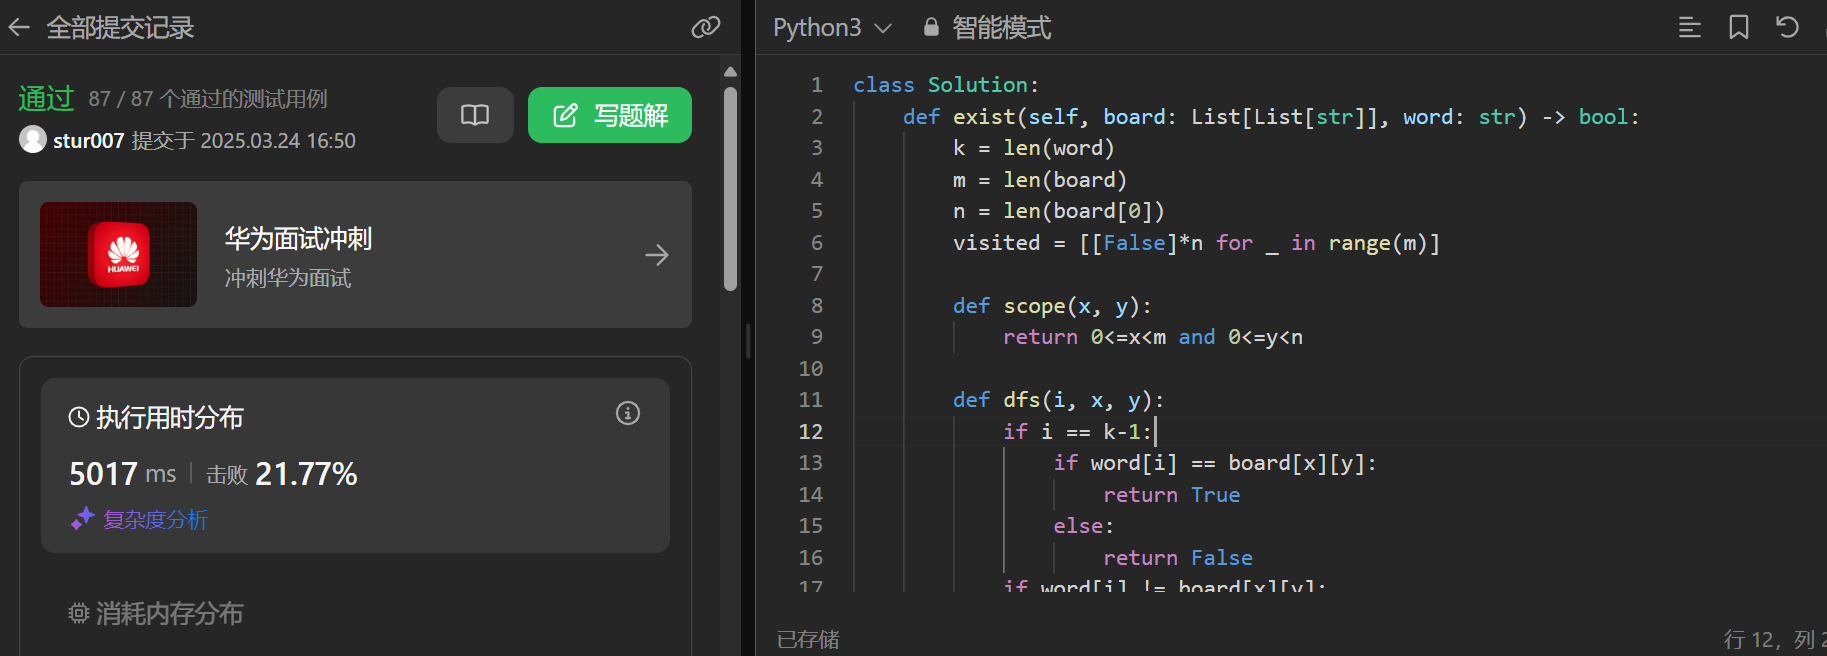 全部提交记录
通过 87 / 87 个通过的测试用例
写题解
stur007 提交于 2025.03.24 16:50
HUAWEI
华为面试冲刺
冲刺华为面试
执行用时分布
5017 ms 击败 21.77%
复杂度分析
消耗内存分布
Python3 智能模式
1 class Solution:
2 def exist(self, board: List[List[str]], word: str) -> bool:
3 k = len(word)
4 m = len(board)
5 n = len(board[0])
6 visited = [[False]*n for _ in range(m)]
7
8 def scope(x, y):
9 return 0<=x<m and 0<=y<n
10
11 def dfs(i, x, y):
12 if i == k-1:
13 if word[i] == board[x][y]:
14 return True
15 else:
16 return False
17 if word[i] != board[x][y]:
已存储
行 12, 列 2